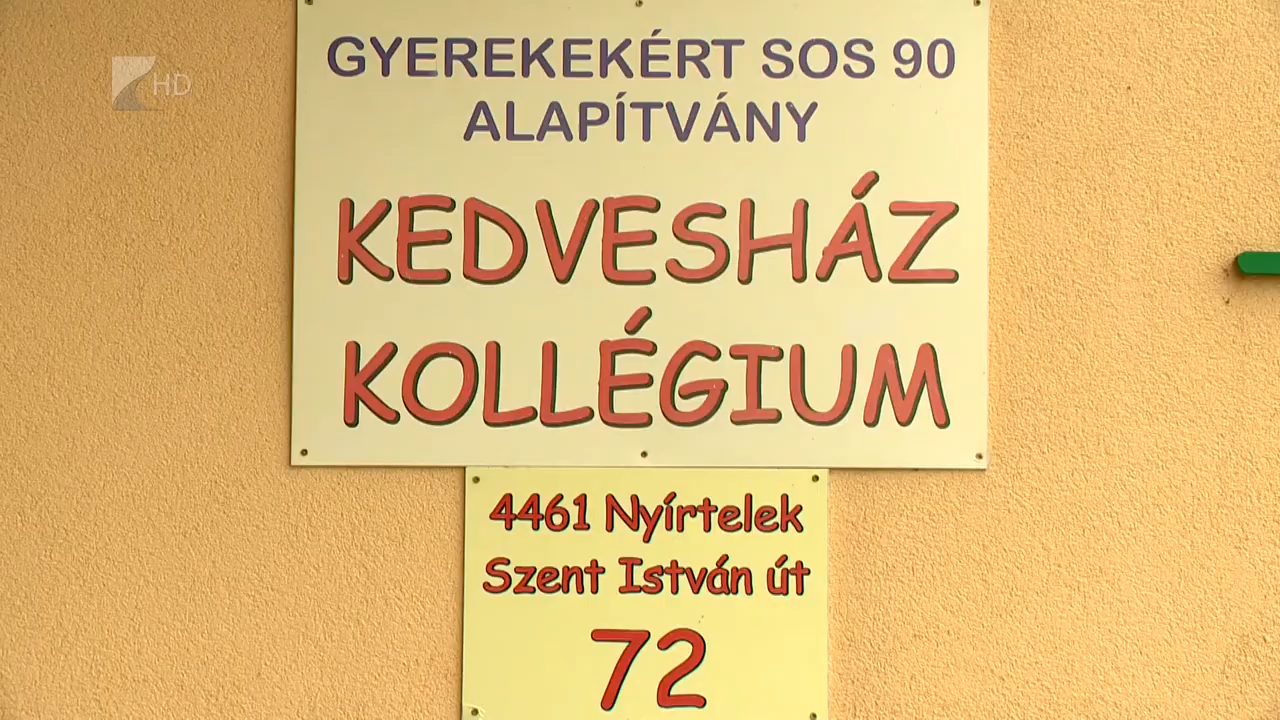 GYEREKEKÉRT SOS 90
ALAPÍTVÁNY
KEDVESHÁZ
KOLLÉGIUM
4461 Nyírtelek
Szent István út
72
HD